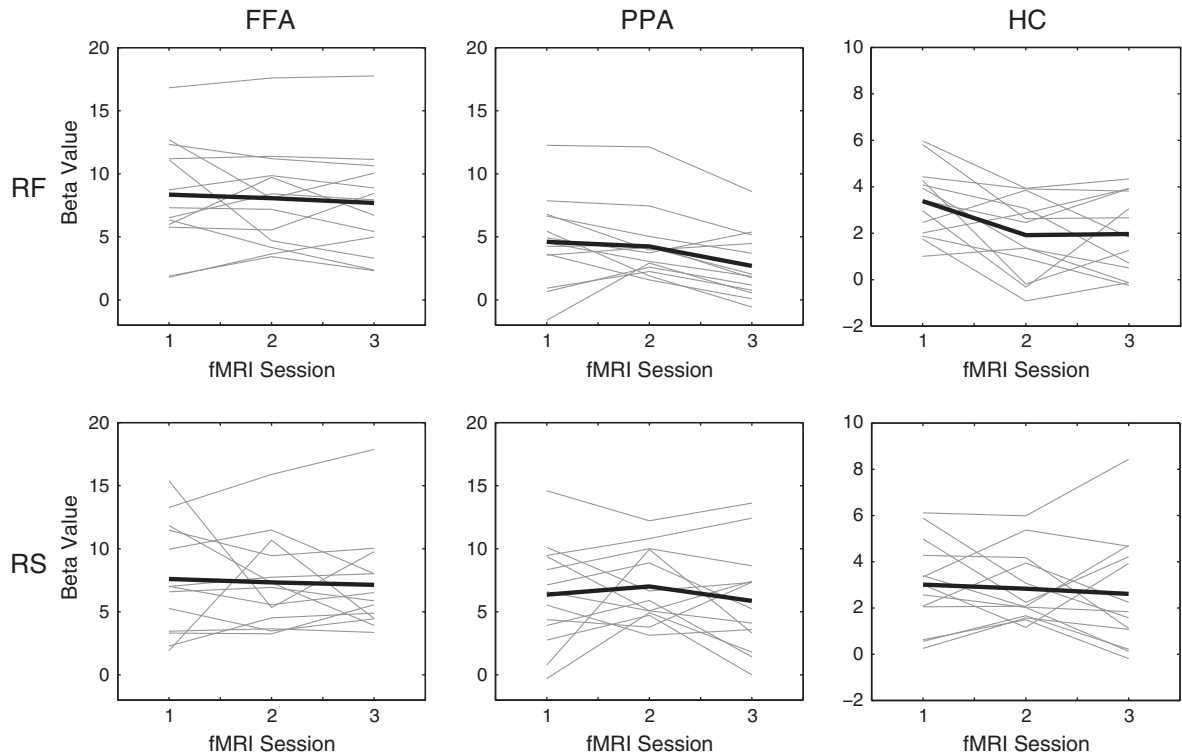 FFA PPA HC
RF
Beta Value
20
15
10
5
0
1 2 3
fMRI Session
20
15
10
5
0
1 2 3
fMRI Session
10
8
6
4
2
0
−2
1 2 3
fMRI Session
RS
Beta Value
20
15
10
5
0
1 2 3
fMRI Session
20
15
10
5
0
1 2 3
fMRI Session
10
8
6
4
2
0
−2
1 2 3
fMRI Session